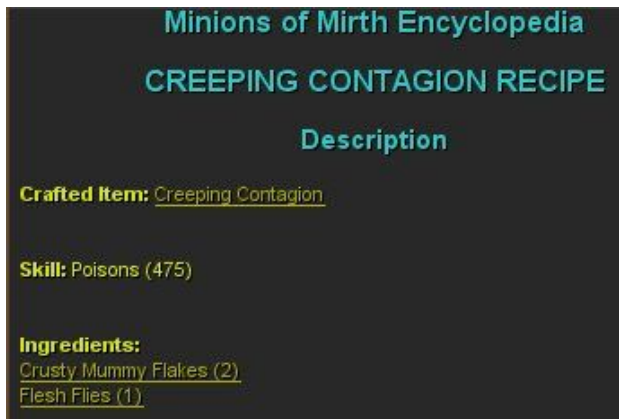 Minions of Mirth Encyclopedia
CREEPING CONTAGION RECIPE
Description
Crafted Item: Creeping Contagion
Skill: Poisons (475)
Ingredients:
Crusty Mummy Flakes (2)
Flesh Flies (1)